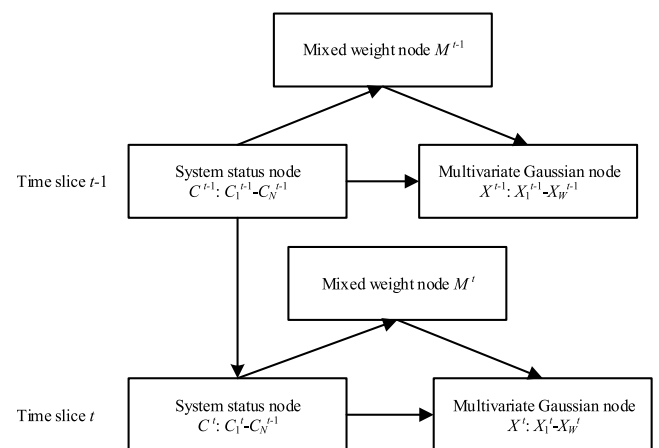 Mixed weight node M^{t-1}
Time slice t-1
System status node
C^{t-1}: C_1^{t-1}-C_N^{t-1}
Multivariate Gaussian node
X^{t-1}: X_1^{t-1}-X_W^{t-1}
Mixed weight node M^t
Time slice t
System status node
C^t: C_1^t-C_N^{t-1}
Multivariate Gaussian node
X^t: X_1^t-X_W^t